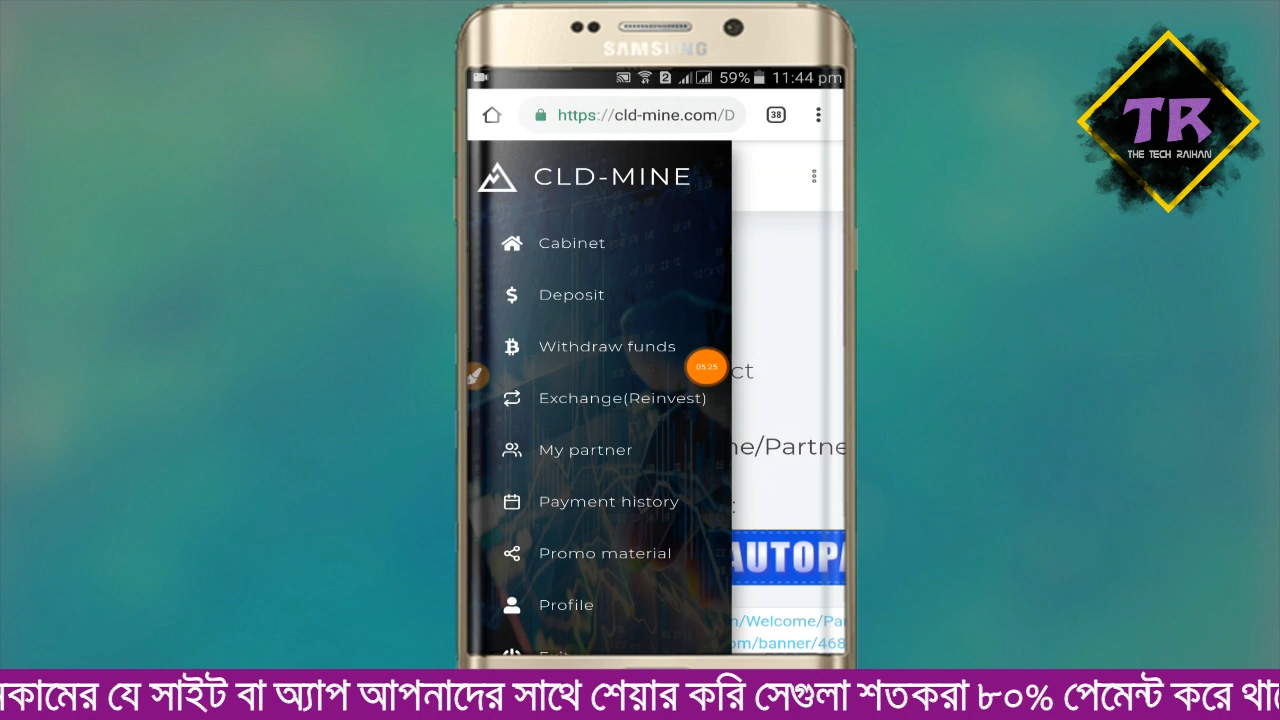 SAMSUNG
59% 11:44 pm
https://cld-mine.com/D
38
CLD-MINE
Cabinet
Deposit
Withdraw funds
05:25
ct
Exchange(Reinvest)
My partner
ne/Partne
Payment history
:
Promo material
AUTOPA
Profile
n/Welcome/Par
om/banner/468
TR
THE TECH RAIHAN
নকামের যে সাইট বা অ্যাপ আপনাদের সাথে শেয়ার করি সেগুলা শতকরা ৮০% পেমেন্ট করে থা